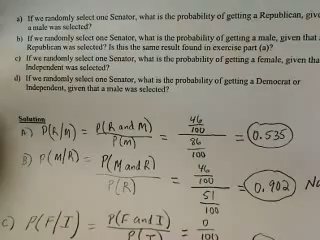 a) If we randomly select one Senator, what is the probability of getting a Republican, give
a male was selected?
b) If we randomly select one Senator, what is the probability of getting a male, given that a
Republican was selected? Is this the same result found in exercise part (a)?
c) If we randomly select one Senator, what is the probability of getting a female, given that
Independent was selected?
d) If we randomly select one Senator, what is the probability of getting a Democrat or
Independent, given that a male was selected?
Solution
A) P(R/M) = P(R and M) / P(M) = 46/100 / 86/100 = 0.535
B) P(M/R) = P(M and R) / P(R) = 46/100 / 51/100 = 0.902 No
C) P(F/I) = P(F and I) / P(I) = 0/100